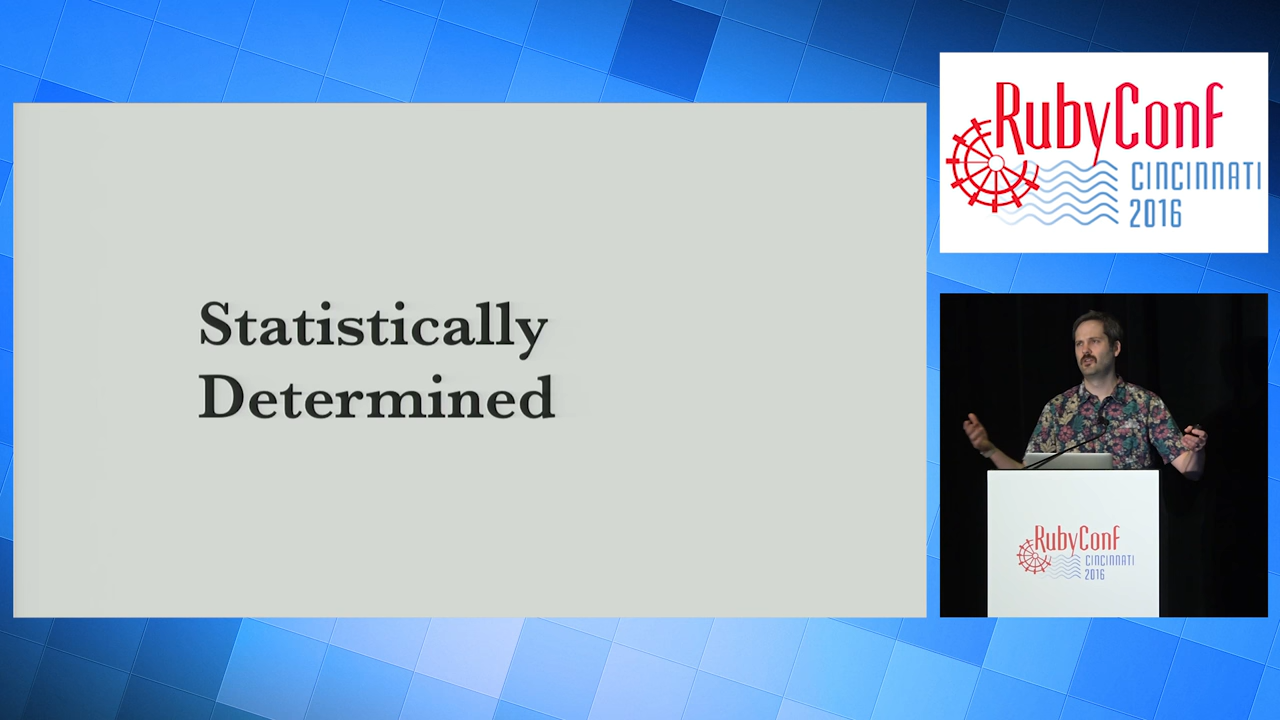 Statistically
Determined
RubyConf
CINCINNATI
2016
RubyConf
CINCINNATI
2016